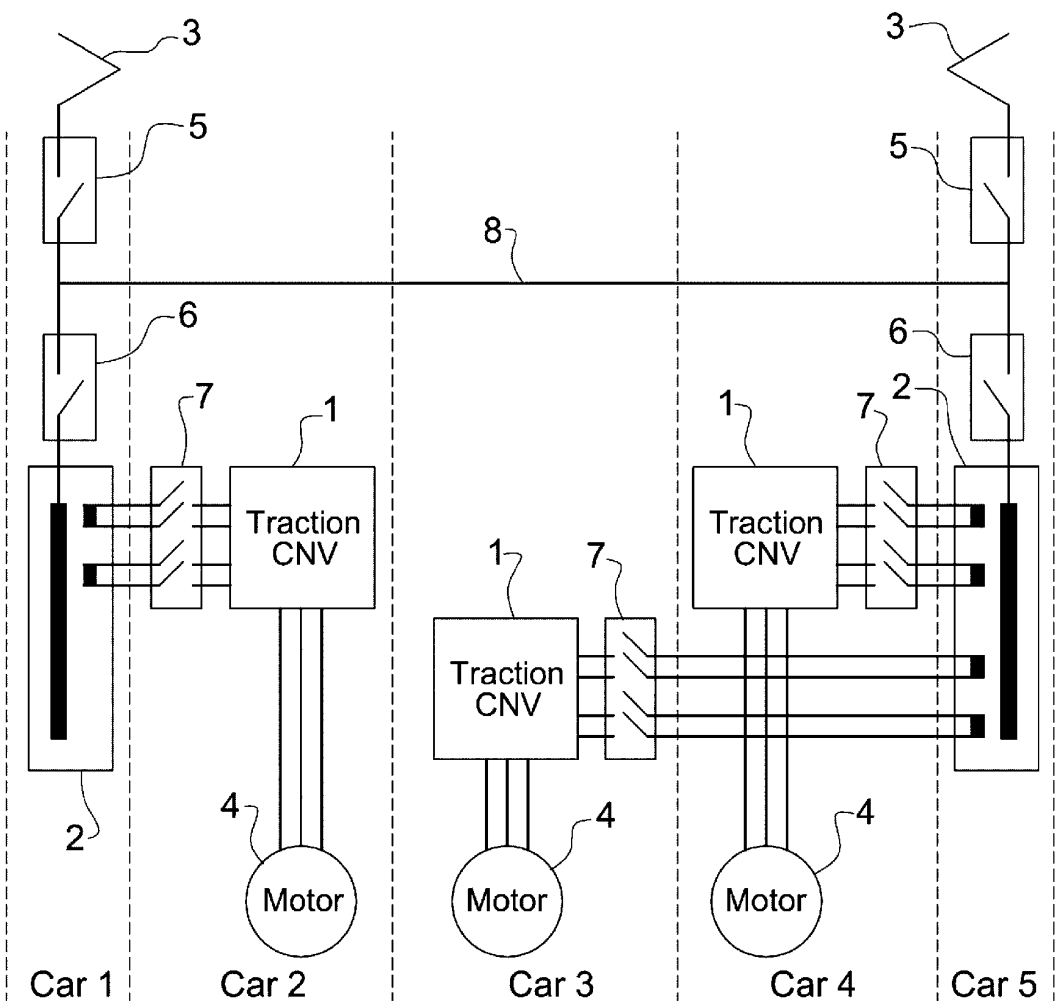 3 3
5 5
8
6 6
7 1 1 7 2
Traction
CNV
Traction
CNV
1 7
Traction
CNV
2
4 4 4
Motor Motor Motor
Car 1 Car 2 Car 3 Car 4 Car 5